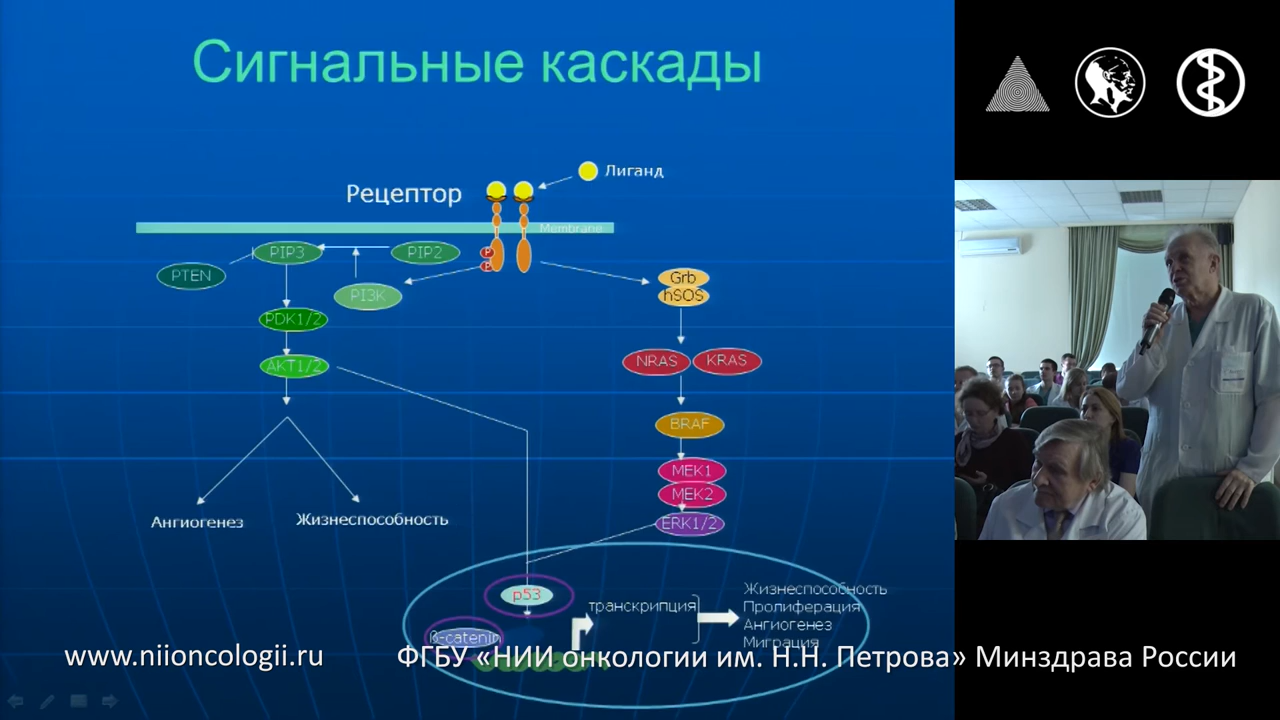 Сигнальные каскады
Лиганд
Рецептор
Membrane
PIP3
PIP2
P
P
PTEN
PI3K
Grb
hSOS
PDK1/2
NRAS
KRAS
AKT1/2
BRAF
MEK1
MEK2
ERK1/2
Ангиогенез
Жизнеспособность
p53
транскрипция
Жизнеспособность
Пролиферация
Ангиогенез
Миграция
β-catenin
www.niioncologii.ru
ФГБУ «НИИ онкологии им. Н.Н. Петрова» Минздрава России